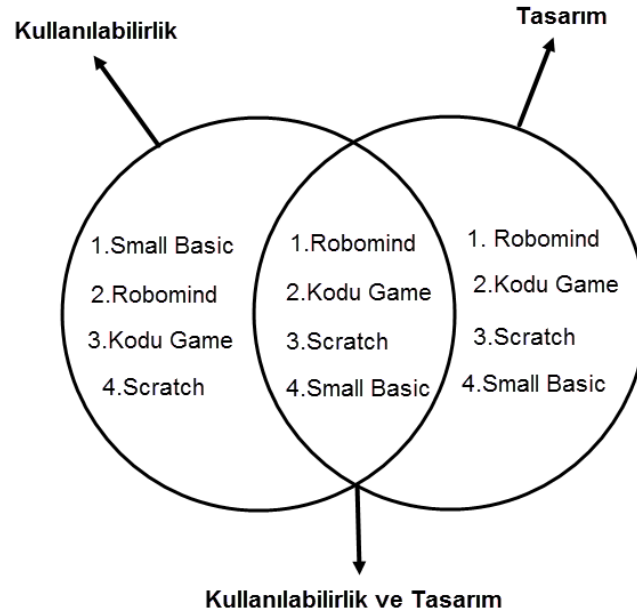 Kullanılabilirlik
Tasarım
1.Small Basic
2.Robomind
3.Kodu Game
4.Scratch
1.Robomind
2.Kodu Game
3.Scratch
4.Small Basic
1. Robomind
2.Kodu Game
3.Scratch
4.Small Basic
Kullanılabilirlik ve Tasarım